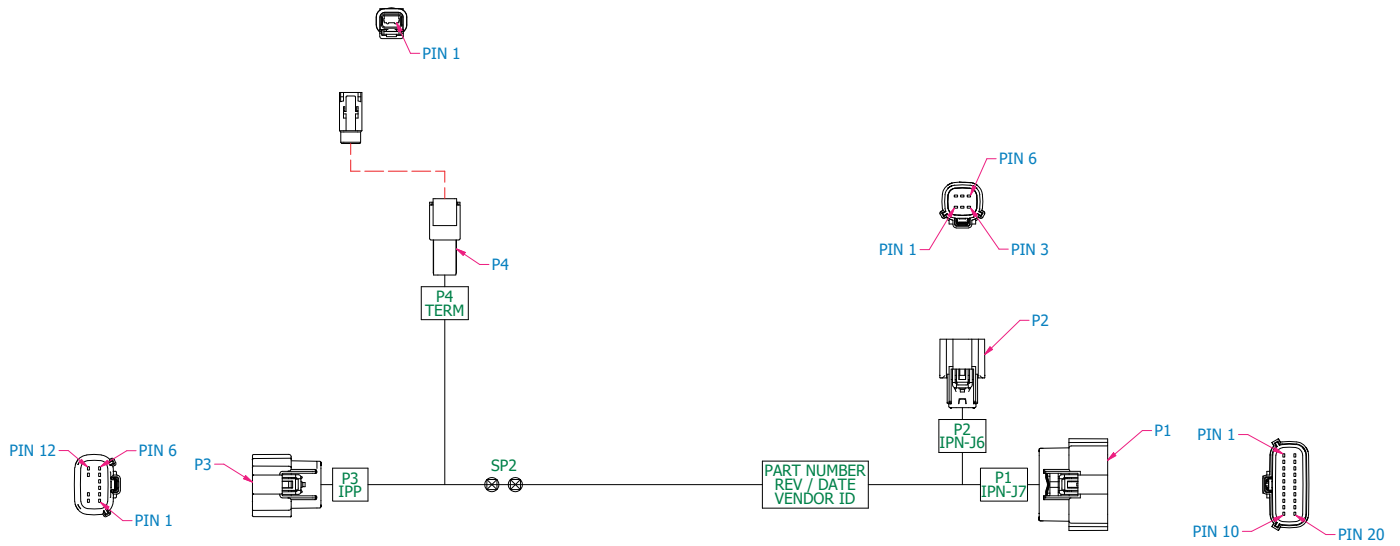 PIN 1
PIN 6
PIN 1
PIN 3
P4
P4
TERM
P2
P2
IPN-J6
P1
PIN 12
PIN 6
PIN 1
P3
P3
IPP
SP2
PART NUMBER
REV / DATE
VENDOR ID
P1
IPN-J7
PIN 1
PIN 10
PIN 20